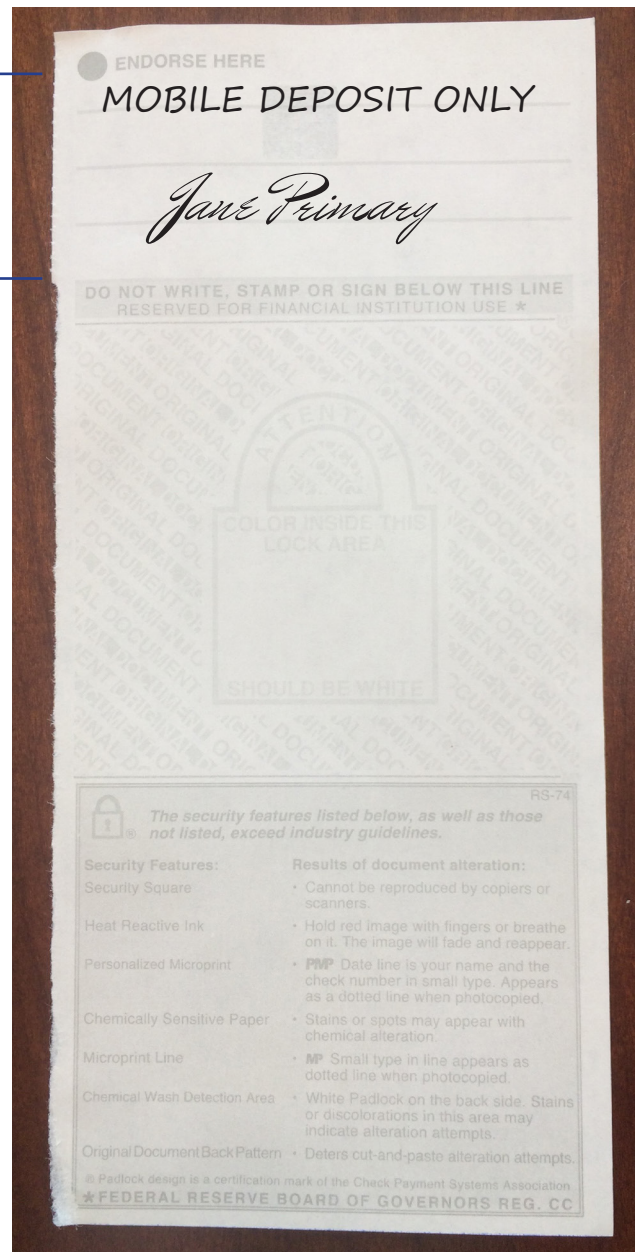 ENDORSE HERE
MOBILE DEPOSIT ONLY
Jane Primary
DO NOT WRITE, STAMP OR SIGN BELOW THIS LINE
RESERVED FOR FINANCIAL INSTITUTION USE *
ATTENTION
COLOR INSIDE THIS
LOCK AREA
SHOULD BE WHITE
RS-74
The security features listed below, as well as those
not listed, exceed industry guidelines.
Security Features: Results of document alteration:
Security Square • Cannot be reproduced by copiers or
scanners.
Heat Reactive Ink • Hold red image with fingers or breathe
on it. The image will fade and reappear.
Personalized Microprint • PMP Date line is your name and the
check number in small type. Appears
as a dotted line when photocopied.
Chemically Sensitive Paper • Stains or spots may appear with
chemical alteration.
Microprint Line • MP Small type in line appears as
dotted line when photocopied.
Chemical Wash Detection Area • White Padlock on the back side. Stains
or discolorations in this area may
indicate alteration attempts.
Original Document Back Pattern • Deters cut-and-paste alteration attempts.
® Padlock design is a certification mark of the Check Payment Systems Association
*FEDERAL RESERVE BOARD OF GOVERNORS REG. CC